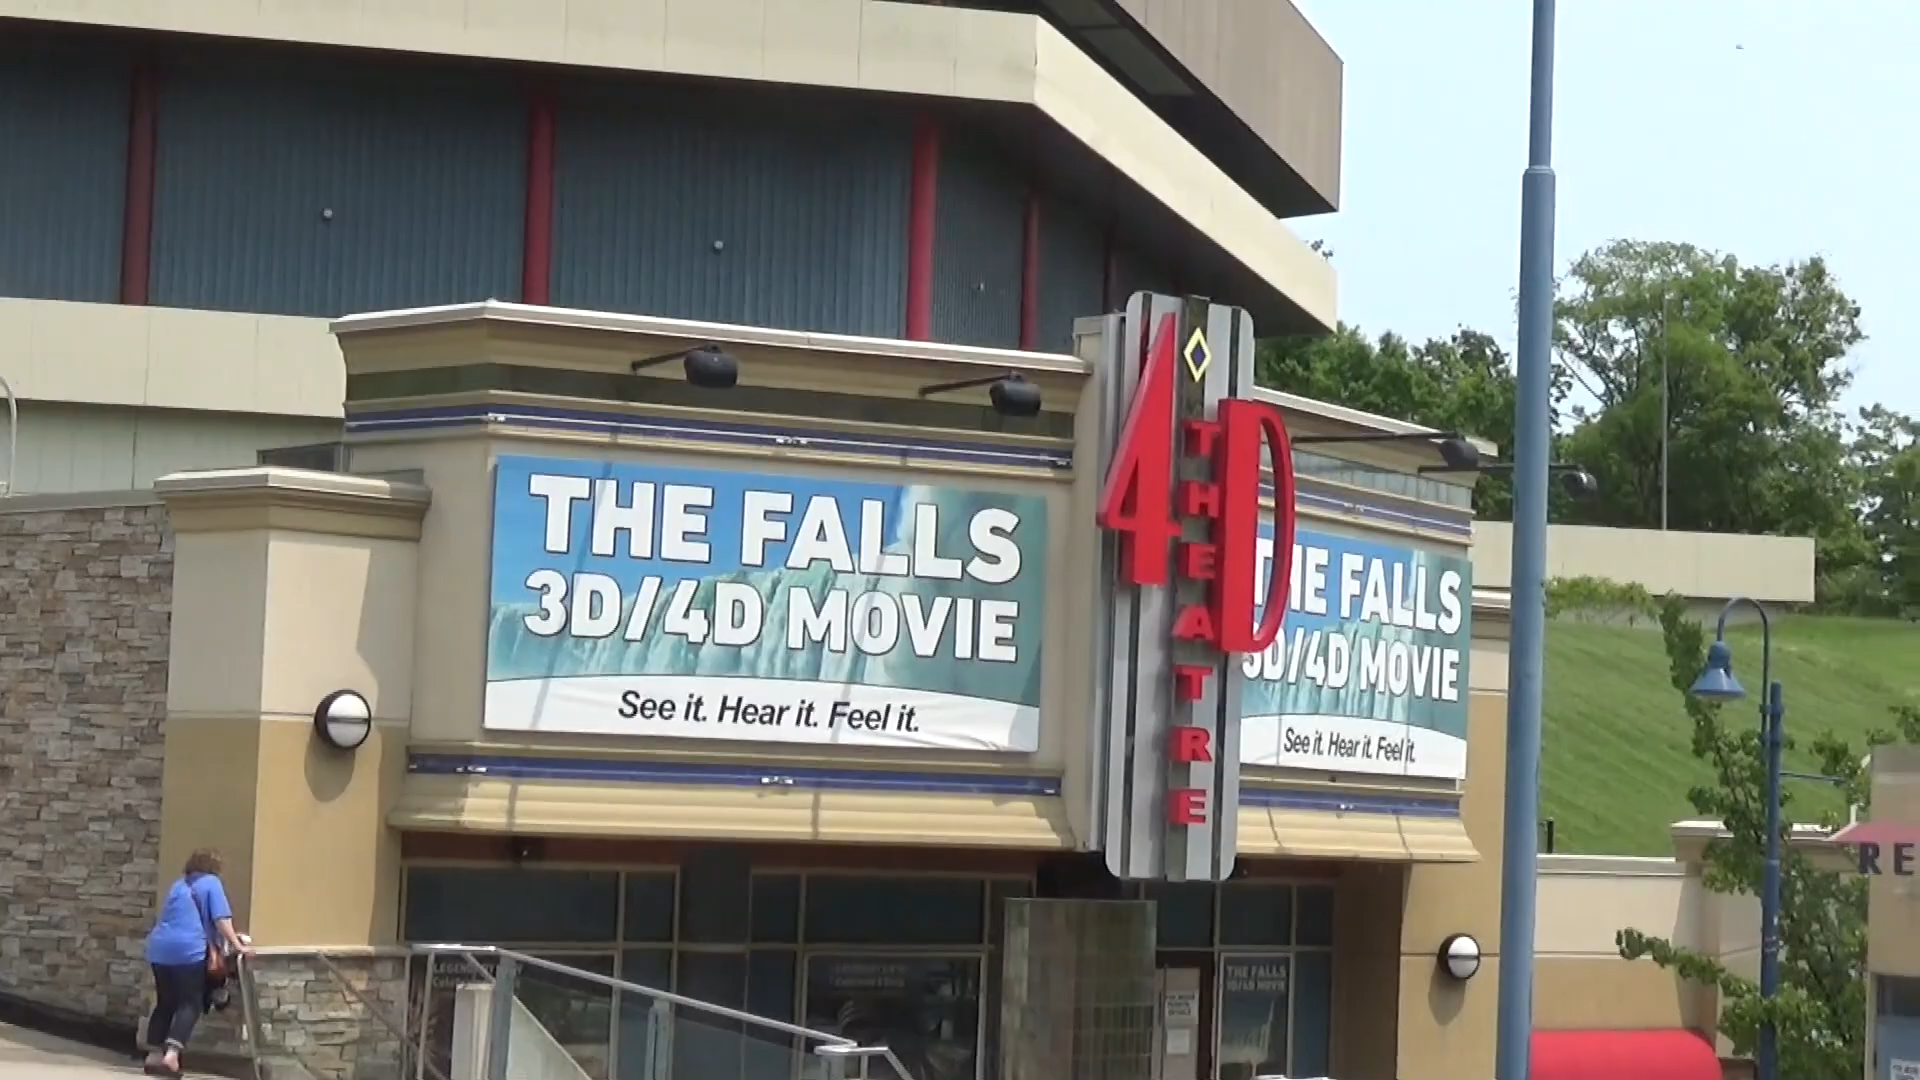 THE FALLS
3D/4D MOVIE
See it. Hear it. Feel it.
4D
THEATRE
THE FALLS
3D/4D MOVIE
See it. Hear it. Feel it.
THE FALLS
3D/4D MOVIE
RE